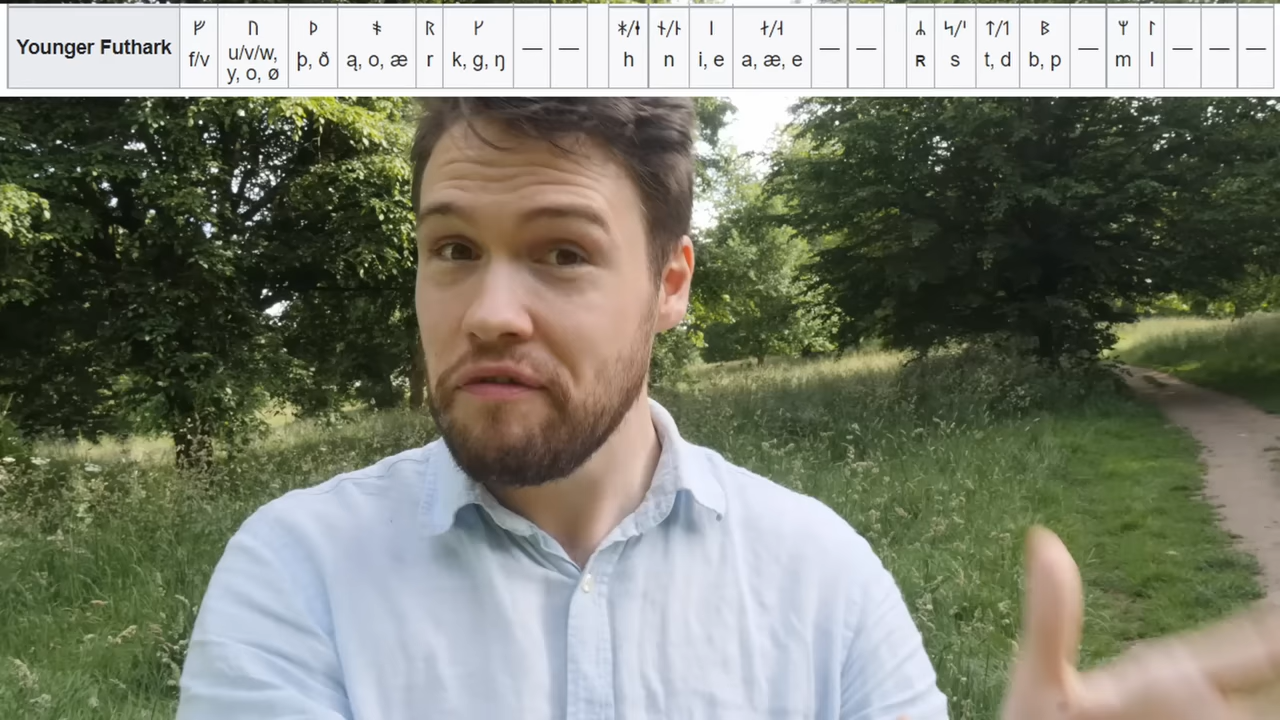 Younger Futhark
ᚠ ᚢ ᚦ ᚭ ᚱ ᚴ — — ᚼ/ᚽ ᚾ/ᚿ ᛁ ᛅ/ᛆ — — ᛦ ᛋ/ᛌ ᛏ/ᛐ ᛒ — ᛘ ᛚ — — —
f/v u/v/w, þ, ð ą, o, æ r k, g, ŋ h n i, e a, æ, e ʀ s t, d b, p m l
y, o, ø